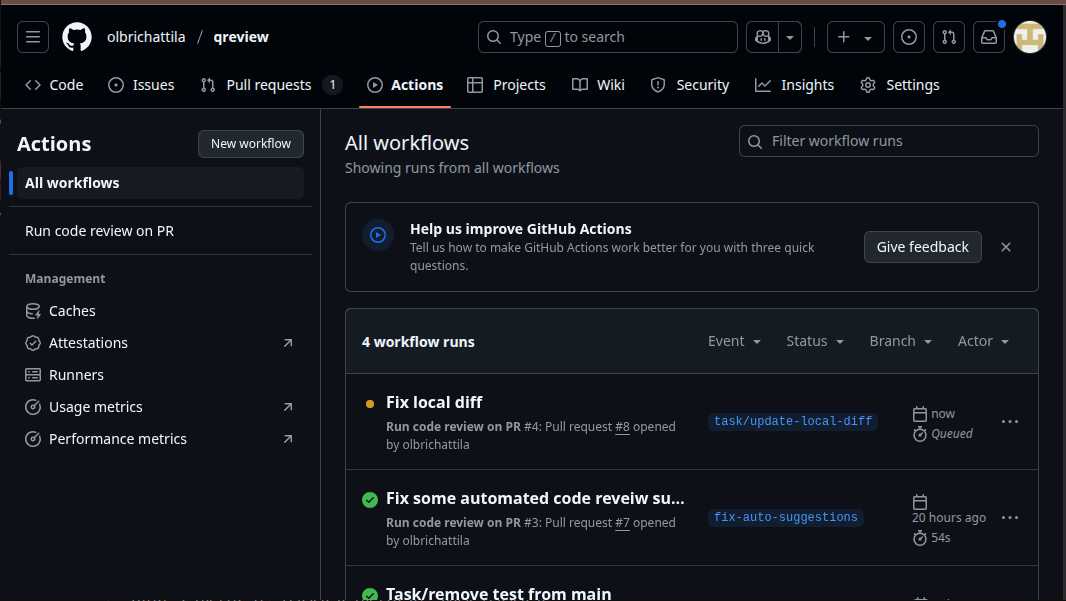 olbrichattila / qreview
Type / to search
Code
Issues
Pull requests 1
Actions
Projects
Wiki
Security
Insights
Settings
Actions
New workflow
All workflows
Run code review on PR
Management
Caches
Attestations
Runners
Usage metrics
Performance metrics
All workflows
Showing runs from all workflows
Filter workflow runs
Help us improve GitHub Actions
Tell us how to make GitHub Actions work better for you with three quick
questions.
Give feedback
4 workflow runs
Event
Status
Branch
Actor
Fix local diff
Run code review on PR #4: Pull request #8 opened
by olbrichattila
task/update-local-diff
now
Queued
Fix some automated code reveiw su...
Run code review on PR #3: Pull request #7 opened
by olbrichattila
fix-auto-suggestions
20 hours ago
54s
Task/remove test from main